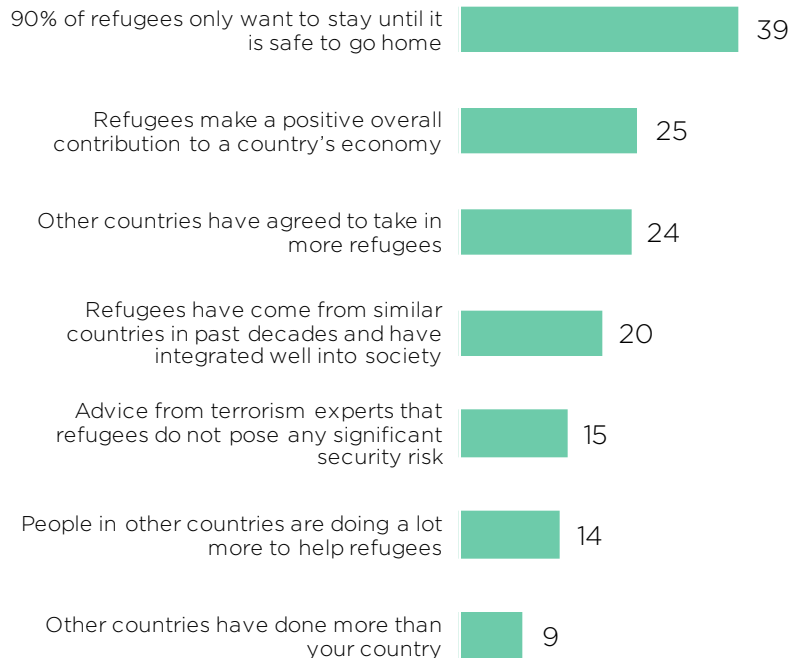 90% of refugees only want to stay until it
is safe to go home
39
Refugees make a positive overall
contribution to a country’s economy
25
Other countries have agreed to take in
more refugees
24
Refugees have come from similar
countries in past decades and have
integrated well into society
20
Advice from terrorism experts that
refugees do not pose any significant
security risk
15
People in other countries are doing a lot
more to help refugees
14
Other countries have done more than
your country
9